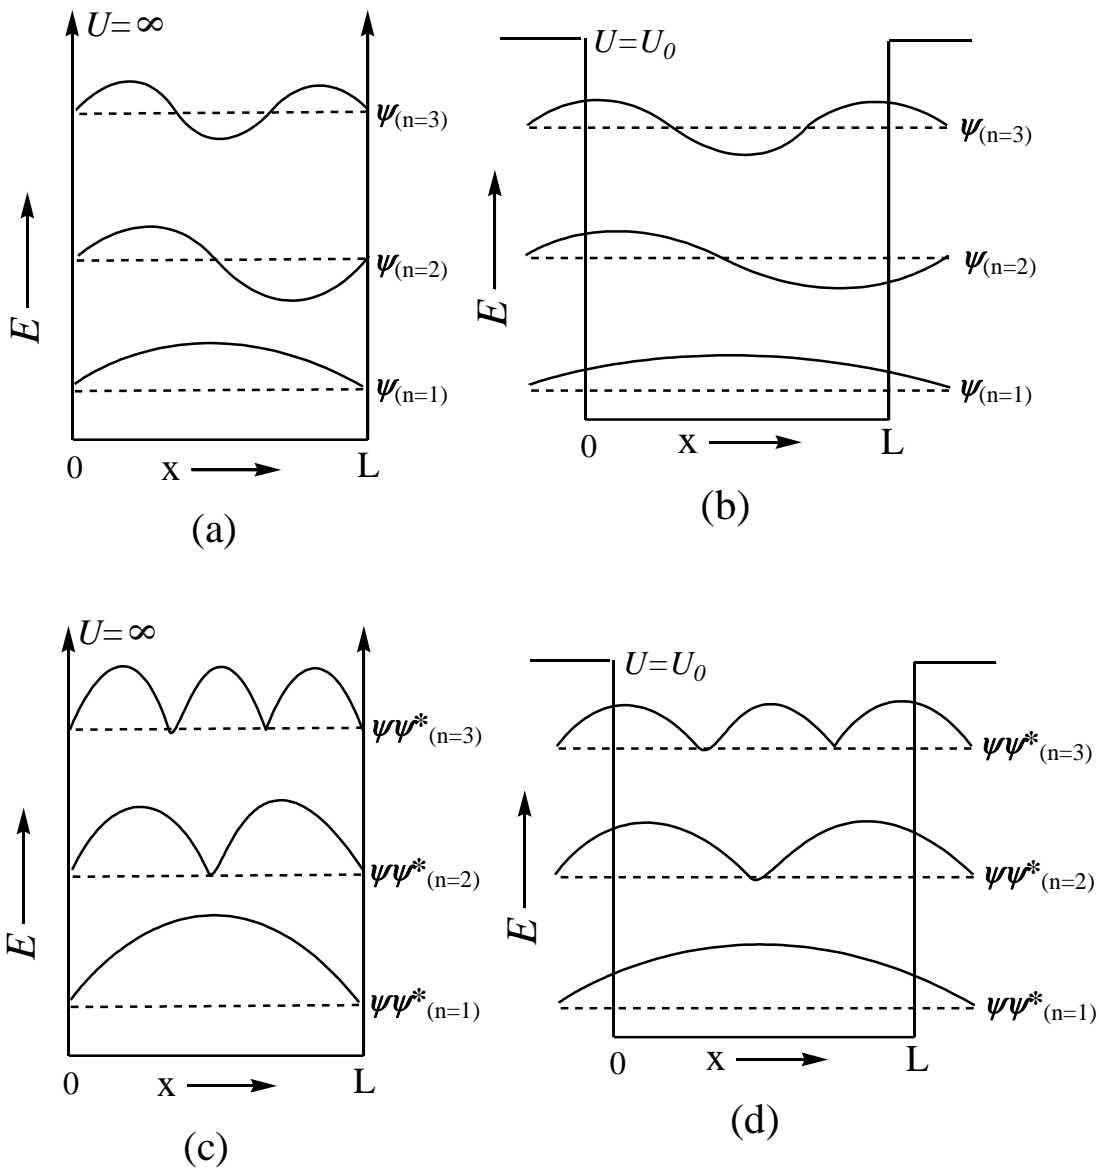 U=∞
ψ(n=3)
ψ(n=2)
ψ(n=1)
E
0
x
L
(a)
U=U0
ψ(n=3)
ψ(n=2)
ψ(n=1)
E
0
x
L
(b)
U=∞
ψψ*(n=3)
ψψ*(n=2)
ψψ*(n=1)
E
0
x
L
(c)
U=U0
ψψ*(n=3)
ψψ*(n=2)
ψψ*(n=1)
E
0
x
L
(d)